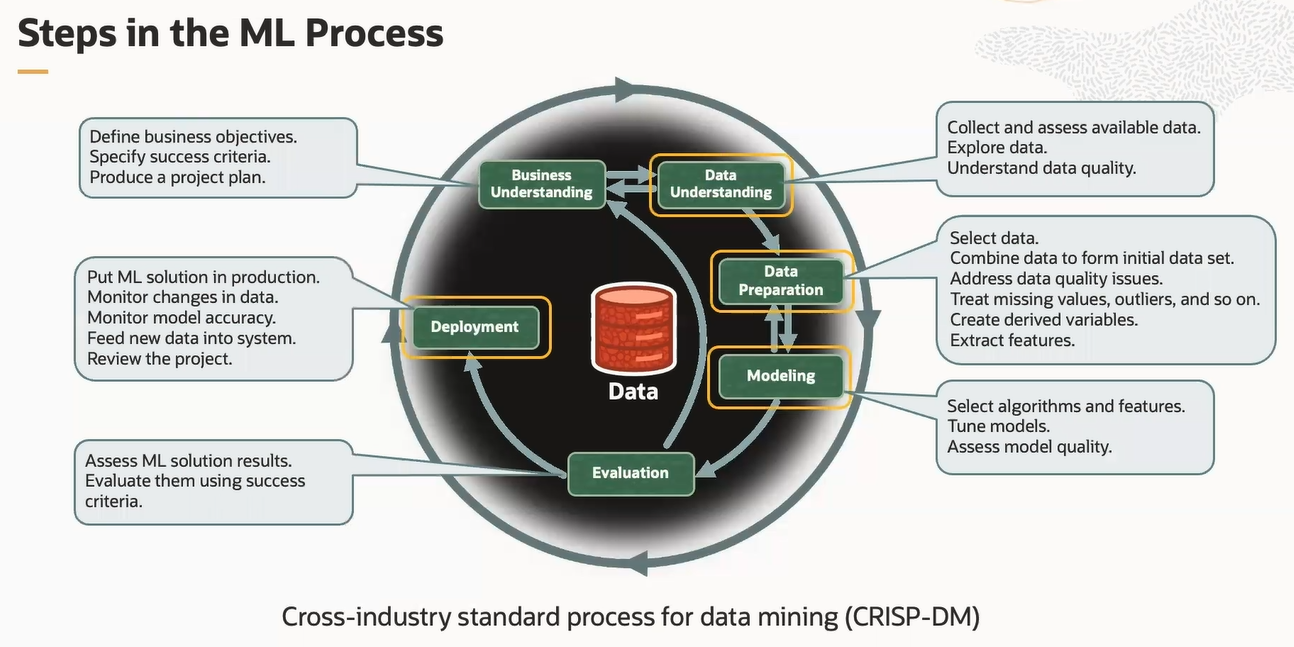 Steps in the ML Process
Define business objectives.
Specify success criteria.
Produce a project plan.
Business
Understanding
Data
Understanding
Collect and assess available data.
Explore data.
Understand data quality.
Data
Preparation
Select data.
Combine data to form initial data set.
Address data quality issues.
Treat missing values, outliers, and so on.
Create derived variables.
Extract features.
Put ML solution in production.
Monitor changes in data.
Monitor model accuracy.
Feed new data into system.
Review the project.
Deployment
Data
Modeling
Select algorithms and features.
Tune models.
Assess model quality.
Assess ML solution results.
Evaluate them using success
criteria.
Evaluation
Cross-industry standard process for data mining (CRISP-DM)